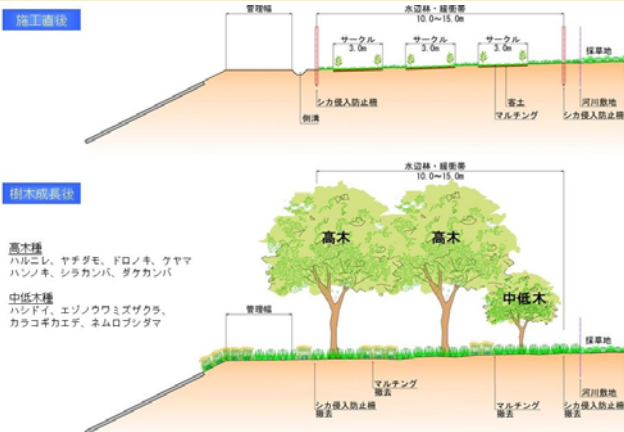 施工直後
管理幅
水辺林・緩衝帯
10.0～15.0m
サークル
3.0m
サークル
3.0m
サークル
3.0m
採草地
シカ侵入防止柵
側溝
客土
マルチング
河川敷地
シカ侵入防止柵
樹木成長後
水辺林・緩衝帯
10.0～15.0m
高木
高木
中低木
高木種
ハルニレ、ヤチダモ、ドロノキ、ケヤマ
ハンノキ、シラカンバ、ダケカンバ
中低木種
ハシドイ、エゾノウワミズザクラ、
カラコギカエデ、ネムロブシダマ
管理幅
採草地
マルチング
撤去
シカ侵入防止柵
撤去
マルチング
撤去
河川敷地
シカ侵入防止柵
撤去